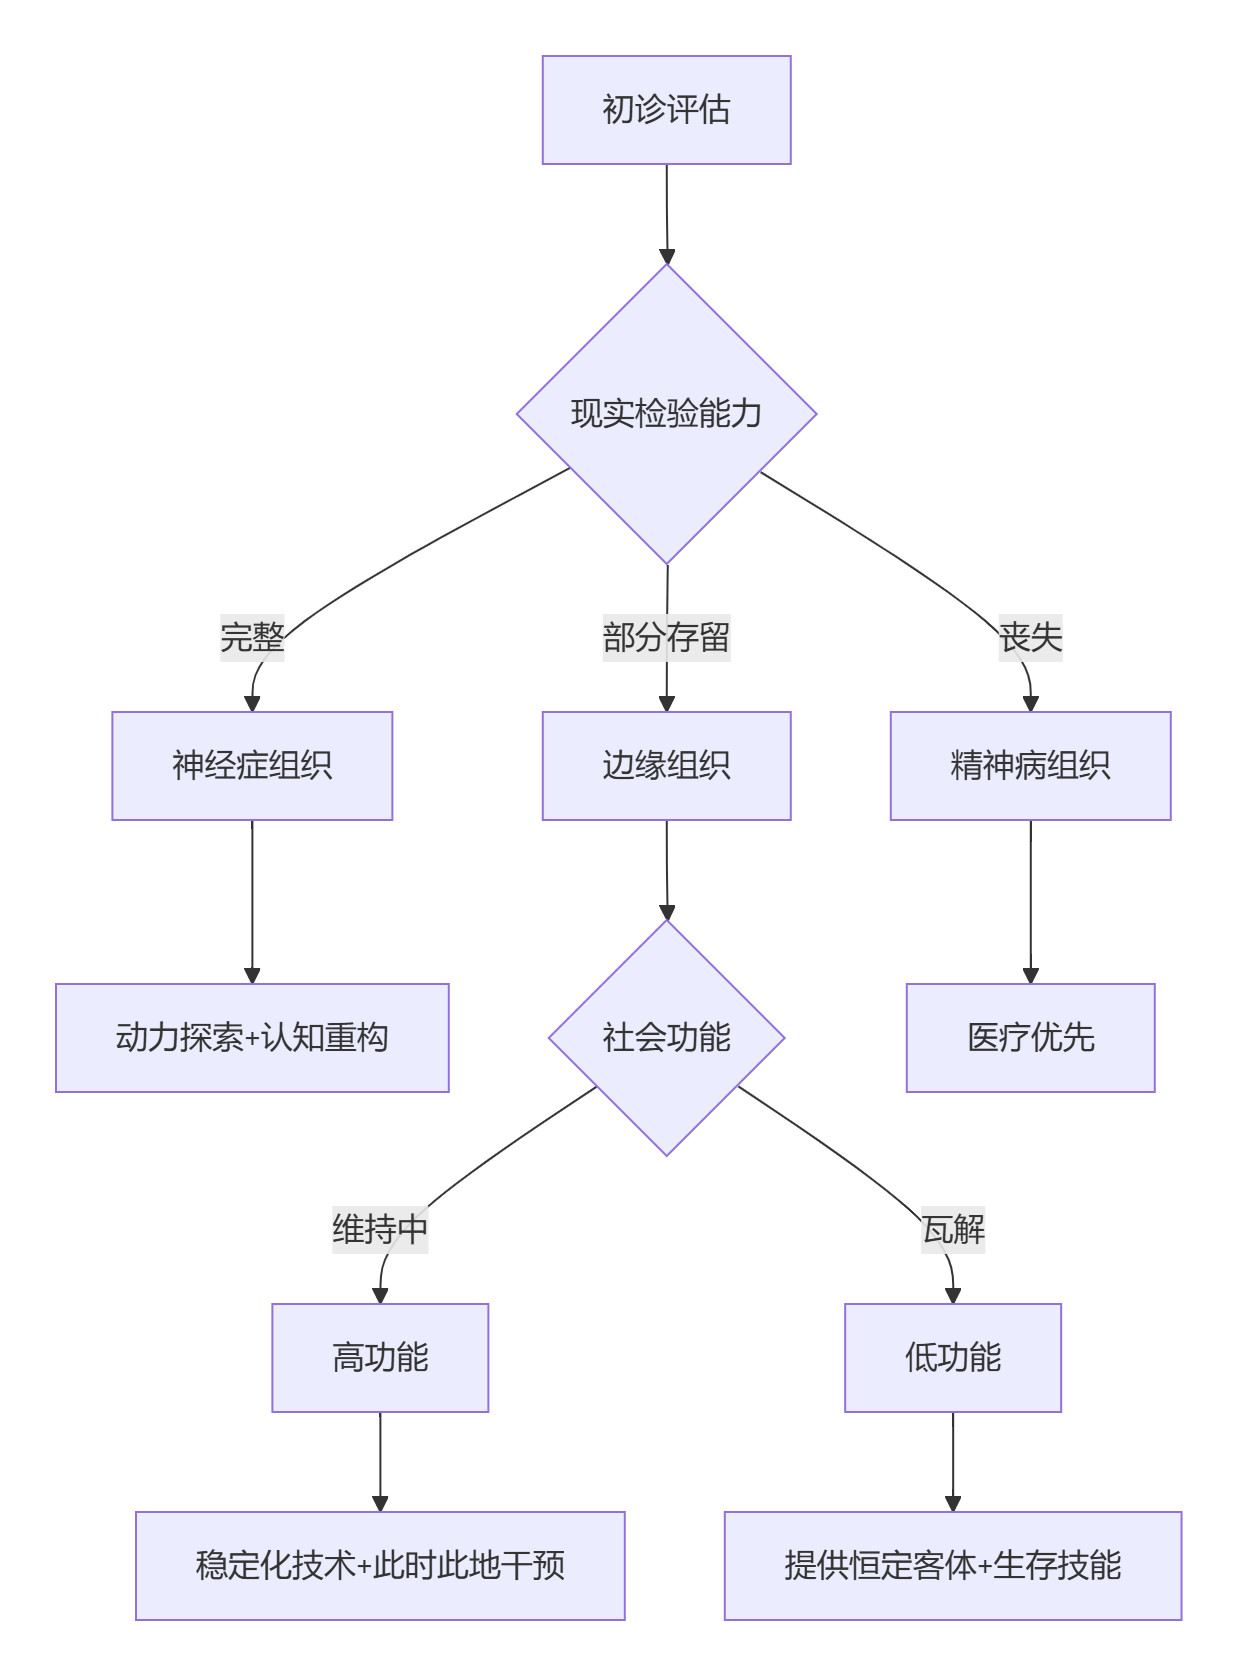 初诊评估
现实检验能力
完整
部分存留
丧失
神经症组织
边缘组织
精神病组织
动力探索+认知重构
社会功能
医疗优先
维持中
瓦解
高功能
低功能
稳定化技术+此时此地干预
提供恒定客体+生存技能